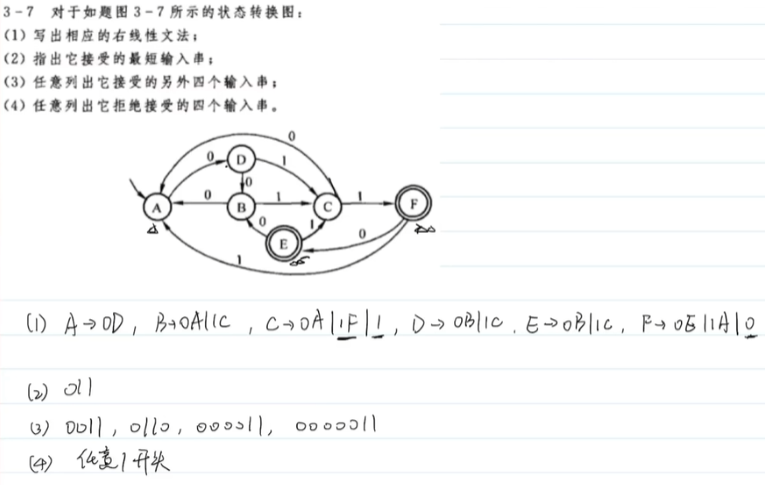 3-7 对于如题图3-7所示的状态转换图：
(1) 写出相应的右线性文法；
(2) 指出它接受的最短输入串；
(3) 任意列出它接受的另外四个输入串；
(4) 任意列出它拒绝接受的四个输入串。
0
0 D 1
0
A 0 B 1 C 1 F
0 E 1 0
1
(1) A→0D, B→0A|1C, C→0A|1F|1, D→0B|1C, E→0B|1C, F→0E|1A|0
(2) 011
(3) 0011, 0110, 000011, 0000011
(4) 任意1开头